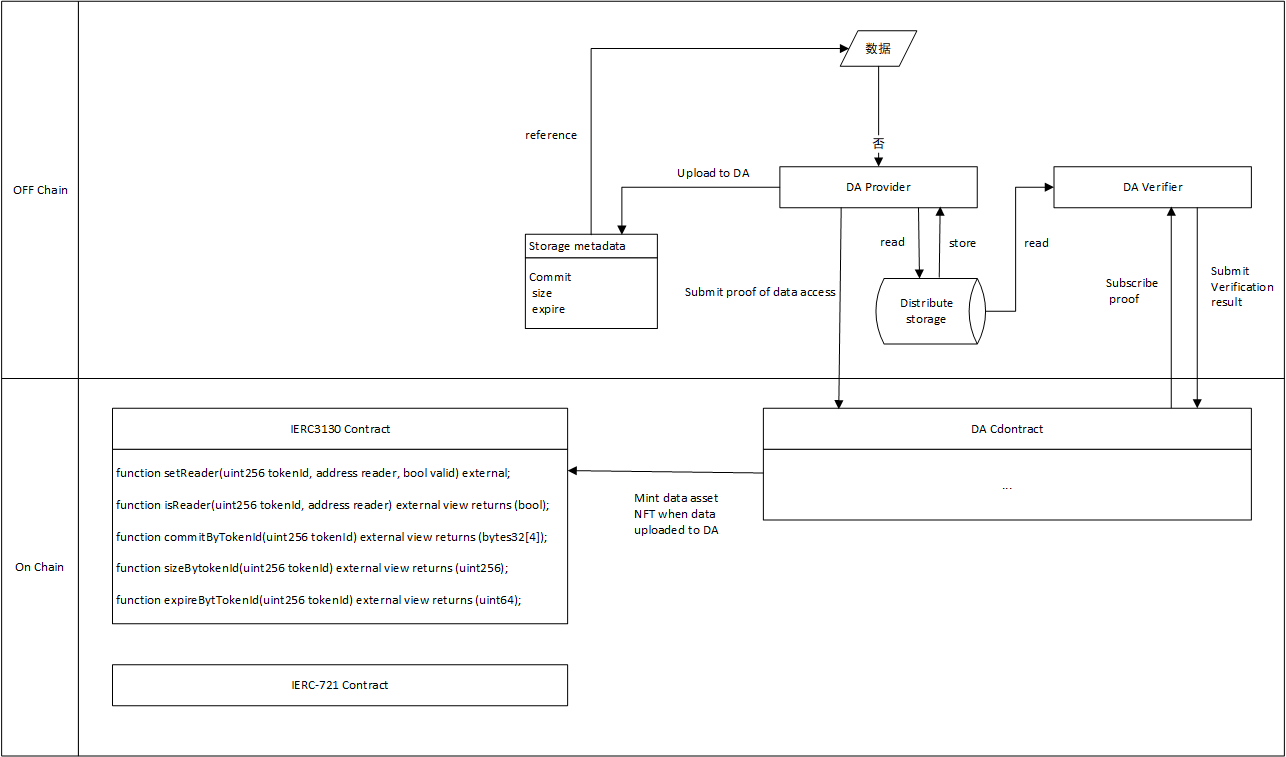 OFF Chain
数据
否
reference
Upload to DA
DA Provider
DA Verifier
Storage metadata
Commit
size
expire
read
store
read
Submit proof of data access
Distribute
storage
Subscribe
proof
Submit
Verification
result
On Chain
IERC3130 Contract
function setReader(uint256 tokenId, address reader, bool valid) external;
function isReader(uint256 tokenId, address reader) external view returns (bool);
function commitByTokenId(uint256 tokenId) external view returns (bytes32[4]);
function sizeBytokenId(uint256 tokenId) external view returns (uint256);
function expireBytTokenId(uint256 tokenId) external view returns (uint64);
Mint data asset
NFT when data
uploaded to DA
DA Cdontract
...
IERC-721 Contract